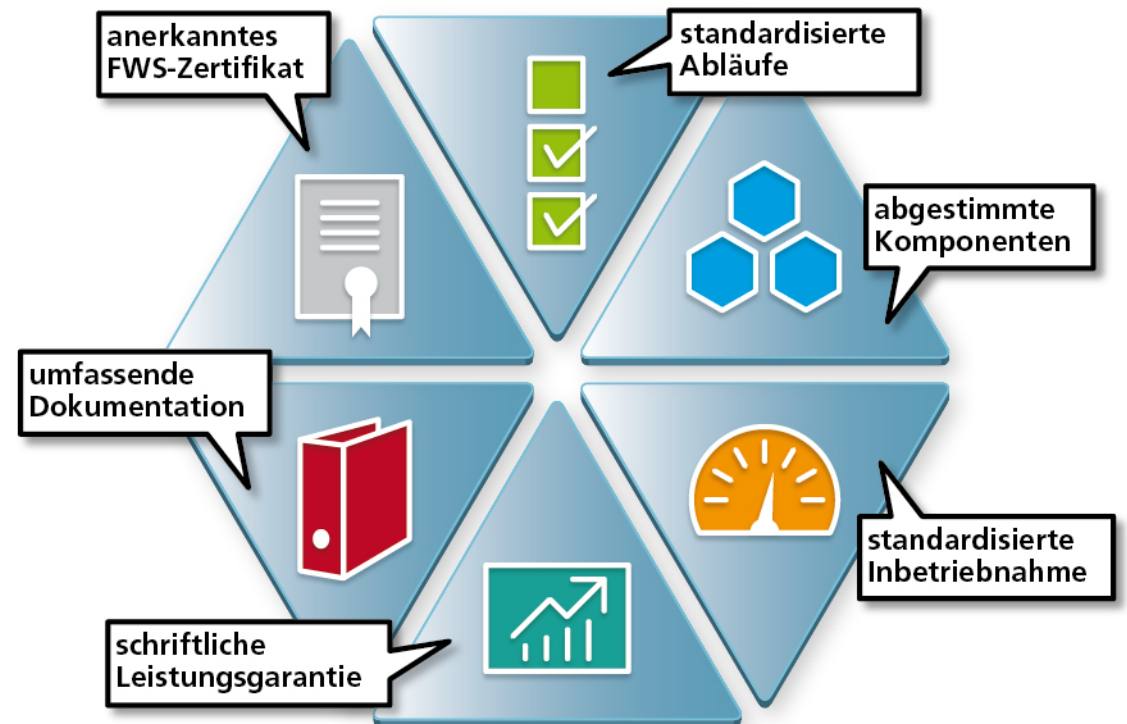 anerkanntes
FWS-Zertifikat
standardisierte
Abläufe
abgestimmte
Komponenten
umfassende
Dokumentation
standardisierte
Inbetriebnahme
schriftliche
Leistungsgarantie